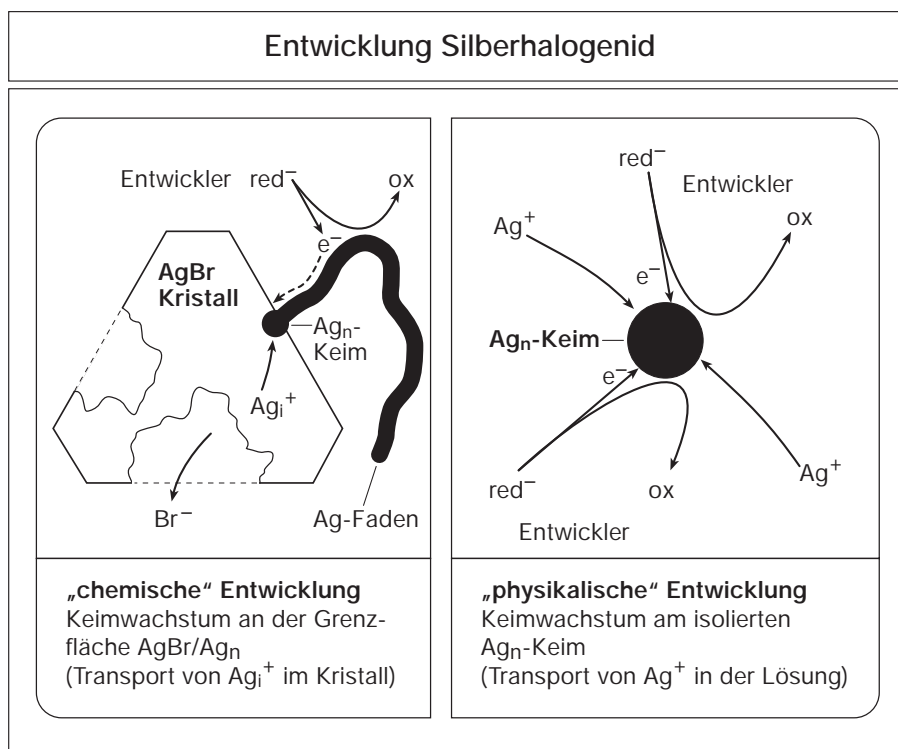 Entwicklung Silberhalogenid
Entwickler red⁻ ox
e⁻
AgBr
Kristall
Agₙ-
Keim
Agᵢ⁺
Br⁻
Ag-Faden
„chemische“ Entwicklung
Keimwachstum an der Grenz-
fläche AgBr/Agₙ
(Transport von Agᵢ⁺ im Kristall)
red⁻
Entwickler
ox
Ag⁺
e⁻
Agₙ-Keim
e⁻
Ag⁺
red⁻
ox
Entwickler
„physikalische“ Entwicklung
Keimwachstum am isolierten
Agₙ-Keim
(Transport von Ag⁺ in der Lösung)